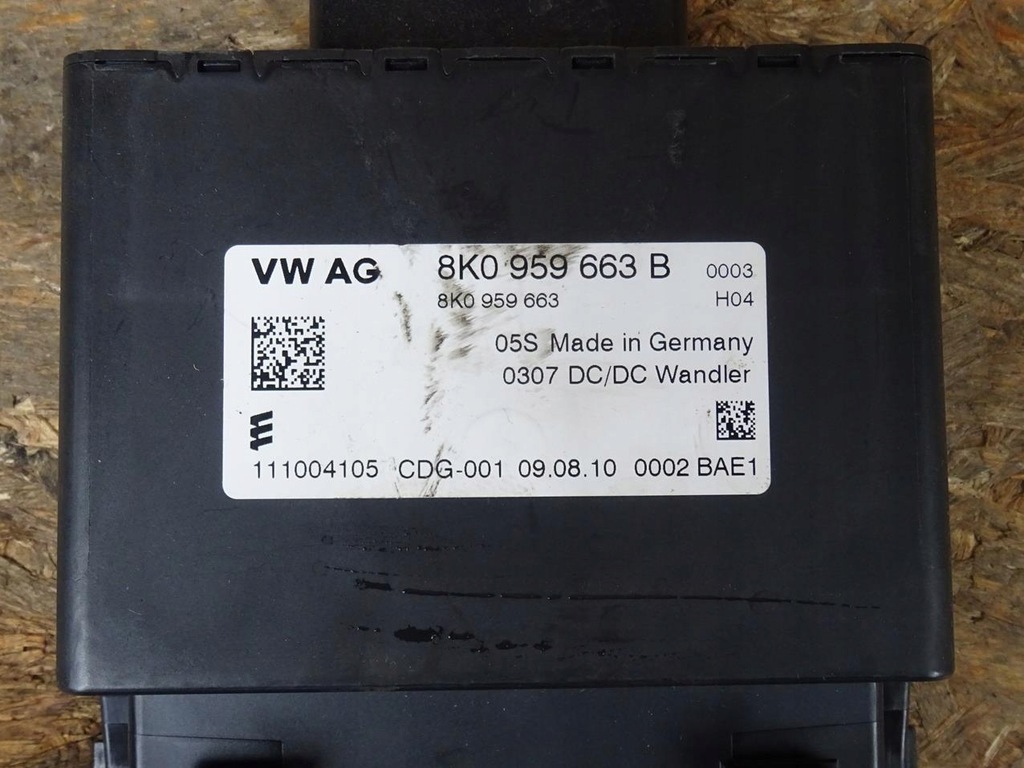 VW AG 8K0 959 663 B 0003
8K0 959 663 H04
05S Made in Germany
0307 DC/DC Wandler
111004105 CDG-001 09.08.10 0002 BAE1